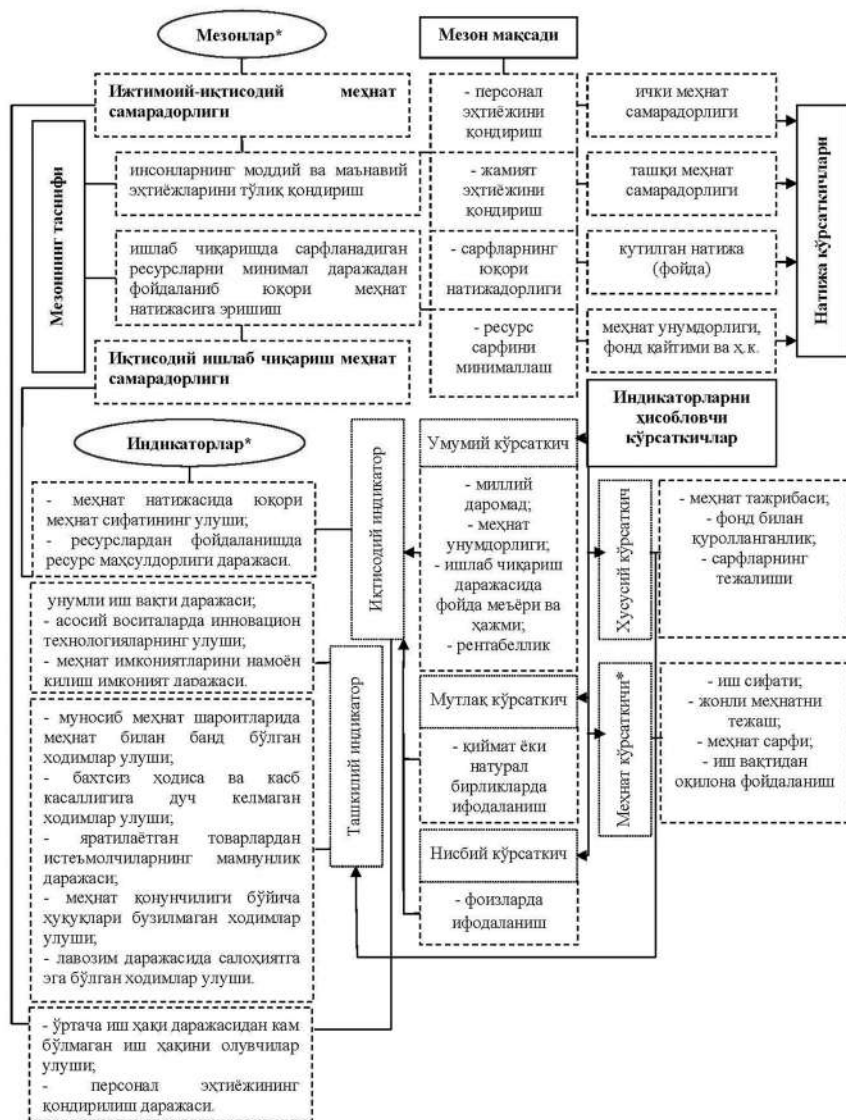 Мезонлар*
Мезон мақсади
Ижтимоий-иқтисодий меҳнат
самарадорлиги
- персонал
эҳтиёжини
қондириш
ички меҳнат
самарадорлиги
Мезоннинг таснифи
инсонларнинг моддий ва маънавий
эҳтиёжларини тўлиқ қондириш
- жамият
эҳтиёжини
қондириш
ташқи меҳнат
самарадорлиги
Натижа кўрсаткичлари
ишлаб чиқаришда сарфланадиган
ресурсларни минимал даражадан
фойдаланиб юқори меҳнат
натижасига эришиш
- сарфларнинг
юқори
натижадорлиги
кутилган натижа
(фойда)
Иқтисодий ишлаб чиқариш меҳнат
самарадорлиги
- ресурс
сарфини
минималлаш
меҳнат унумдорлиги,
фонд қайтими ва ҳ.к.
Индикаторларни
ҳисобловчи
кўрсаткичлар
Индикаторлар*
- меҳнат натижасида юқори
меҳнат сифатининг улуши;
- ресурслардан фойдаланишда
ресурс маҳсулдорлиги даражаси.
Иқтисодий индикатор
Умумий кўрсаткич
- миллий
даромад;
- меҳнат
унумдорлиги;
- ишлаб чиқариш
даражасида
фойда меъёри ва
ҳажми;
- рентабеллик
Хусусий кўрсаткич
- меҳнат тажрибаси;
- фонд билан
қуролланганлик;
- сарфларнинг
тежалиши
унумли иш вақти даражаси;
- асосий воситаларда инновацион
технологияларнинг улуши;
- меҳнат имкониятларини намоён
килиш имконият даражаси.
Ташкилий индикатор
- муносиб меҳнат шароитларида
меҳнат билан банд бўлган
ходимлар улуши;
- бахтсиз ҳодиса ва касб
касаллигига дуч келмаган
ходимлар улуши;
- яратилаётган товарлардан
истеъмолчиларнинг мамнунлик
даражаси;
- меҳнат қонунчилиги бўйича
ҳуқуқлари бузилмаган ходимлар
улуши;
- лавозим даражасида салоҳиятга
эга бўлган ходимлар улуши.
Мутлақ кўрсаткич
- қиймат ёки
натурал
бирликларда
ифодаланиш
Меҳнат кўрсаткичи*
- иш сифати;
- жонли меҳнатни
тежаш;
- меҳнат сарфи;
- иш вақтидан
оқилона фойдаланиш
Нисбий кўрсаткич
- фоизларда
ифодаланиш
- ўртача иш ҳақи даражасидан кам
бўлмаган иш ҳақини олувчилар
улуши;
- персонал эҳтиёжининг
қондирилиш даражаси.